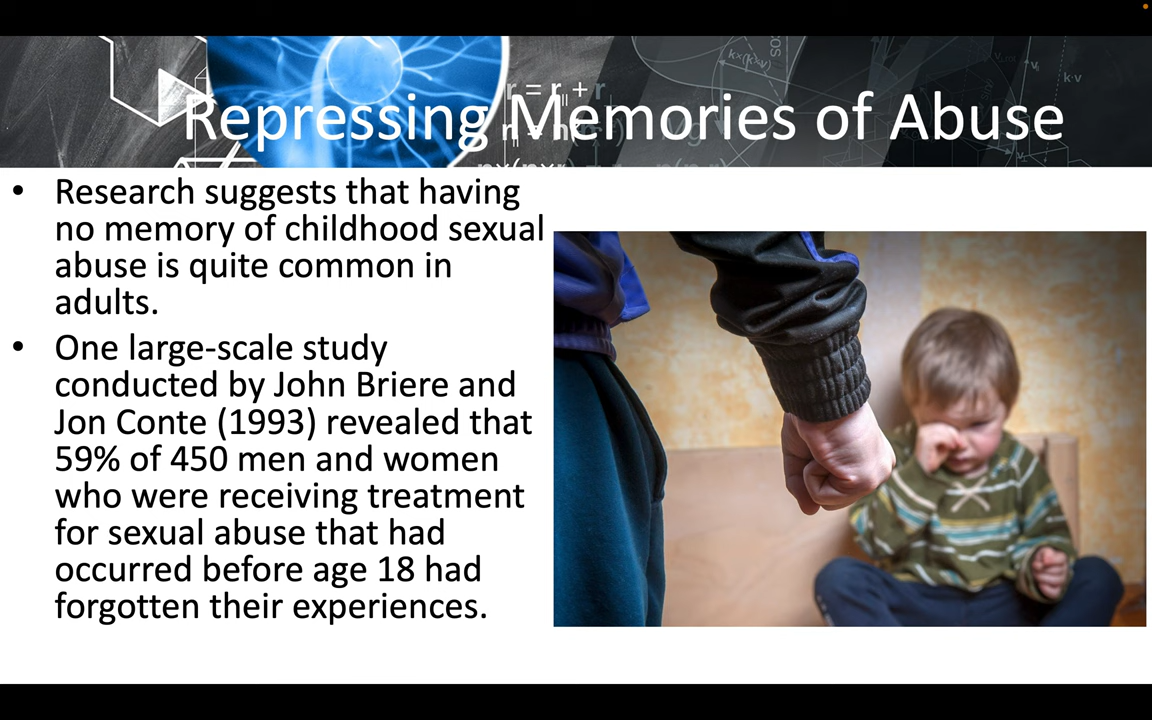 Repressing Memories of Abuse
• Research suggests that having
no memory of childhood sexual
abuse is quite common in
adults.
• One large-scale study
conducted by John Briere and
Jon Conte (1993) revealed that
59% of 450 men and women
who were receiving treatment
for sexual abuse that had
occurred before age 18 had
forgotten their experiences.